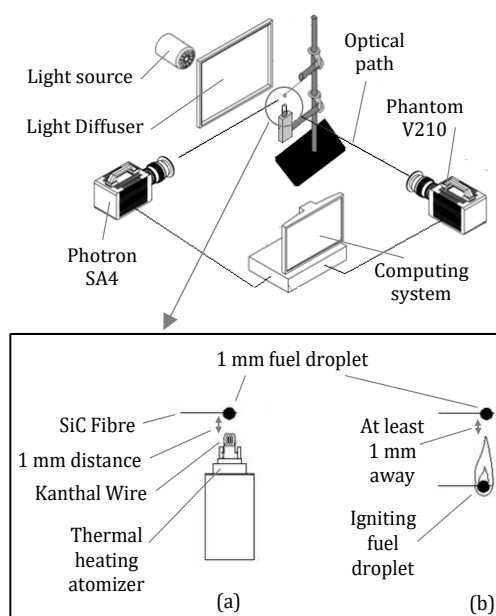 Light source
Light Diffuser
Optical
path
Phantom
V210
Photron
SA4
Computing
system
1 mm fuel droplet
SiC Fibre
1 mm distance
Kanthal Wire
Thermal
heating
atomizer
(a)
At least
1 mm
away
Igniting
fuel
droplet
(b)